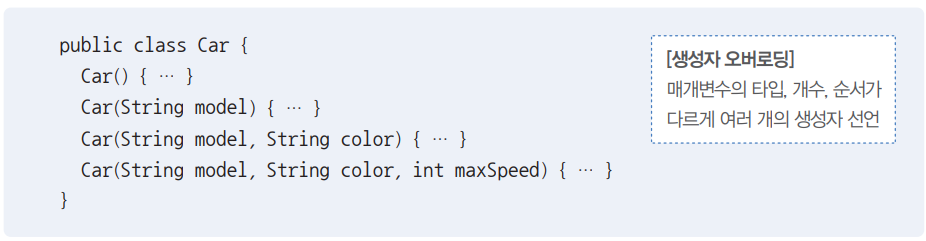 public class Car {
Car() { … }
Car(String model) { … }
Car(String model, String color) { … }
Car(String model, String color, int maxSpeed) { … }
}
[생성자 오버로딩]
매개변수의 타입, 개수, 순서가
다르게 여러 개의 생성자 선언